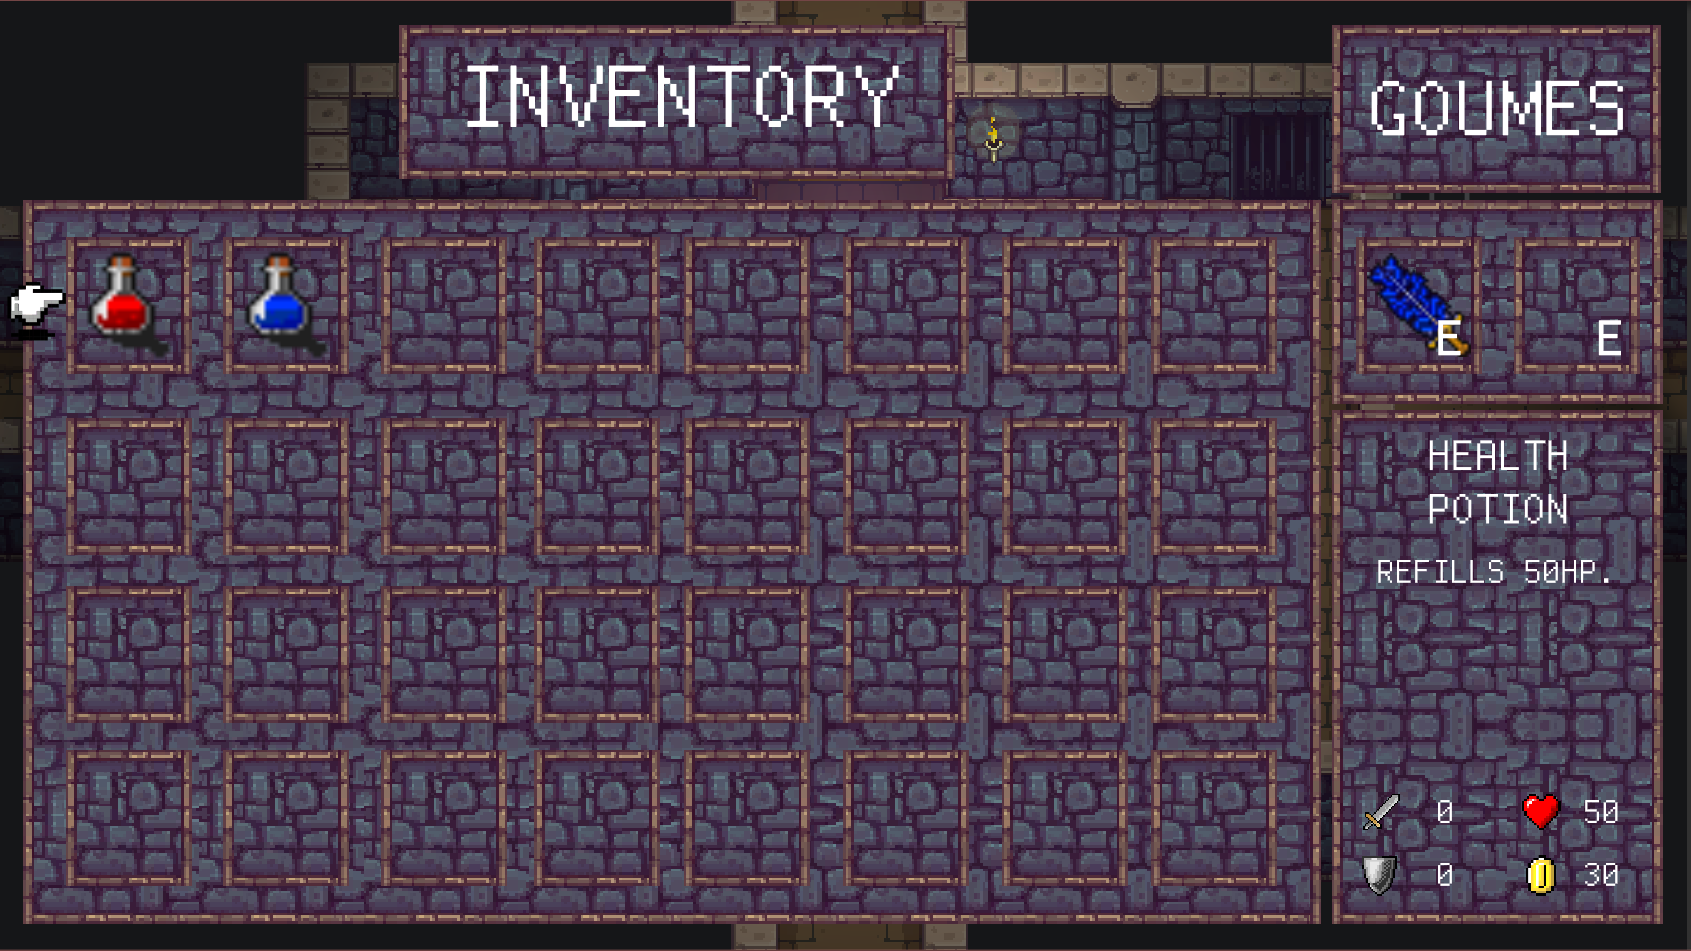 INVENTORY
GOUMES
E
E
HEALTH
POTION
REFILLS 50HP.
0
50
0
30